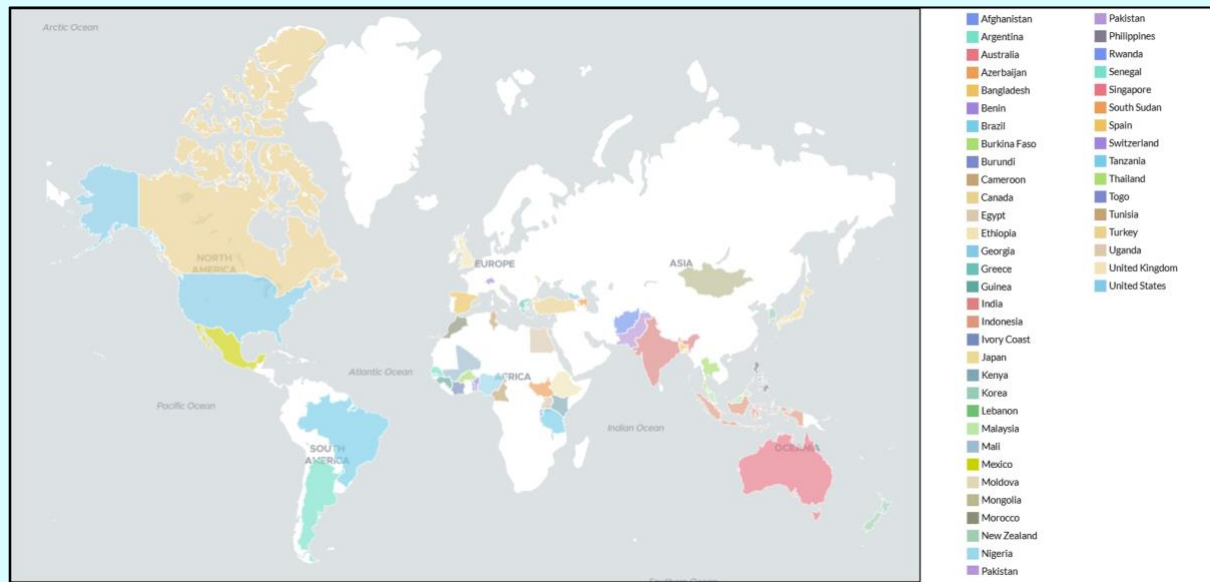 Arctic Ocean
NORTH
AMERICA
EUROPE
ASIA
Atlantic Ocean
AFRICA
Pacific Ocean
Indian Ocean
SOUTH
AMERICA
OCEANIA
Southern Ocean
Afghanistan
Argentina
Australia
Azerbaijan
Bangladesh
Benin
Brazil
Burkina Faso
Burundi
Cameroon
Canada
Egypt
Ethiopia
Georgia
Greece
Guinea
India
Indonesia
Ivory Coast
Japan
Kenya
Korea
Lebanon
Malaysia
Mali
Mexico
Moldova
Mongolia
Morocco
New Zealand
Nigeria
Pakistan
Pakistan
Philippines
Rwanda
Senegal
Singapore
South Sudan
Spain
Switzerland
Tanzania
Thailand
Togo
Tunisia
Turkey
Uganda
United Kingdom
United States